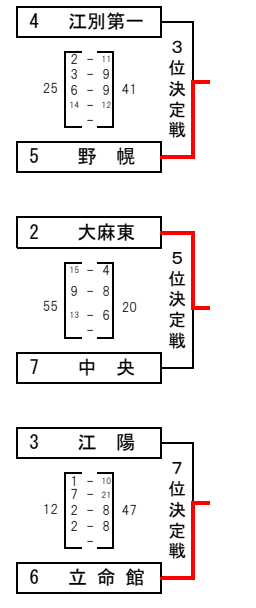 4 江別第一
2 - 11
3 - 9
25 6 - 9 41
14 - 12
-
3位決定戦
5 野幌
2 大麻東
15 - 4
9 - 8
55 13 - 6 20
-
5位決定戦
7 中央
3 江陽
1 - 10
7 - 21
12 2 - 8 47
2 - 8
-
7位決定戦
6 立命館